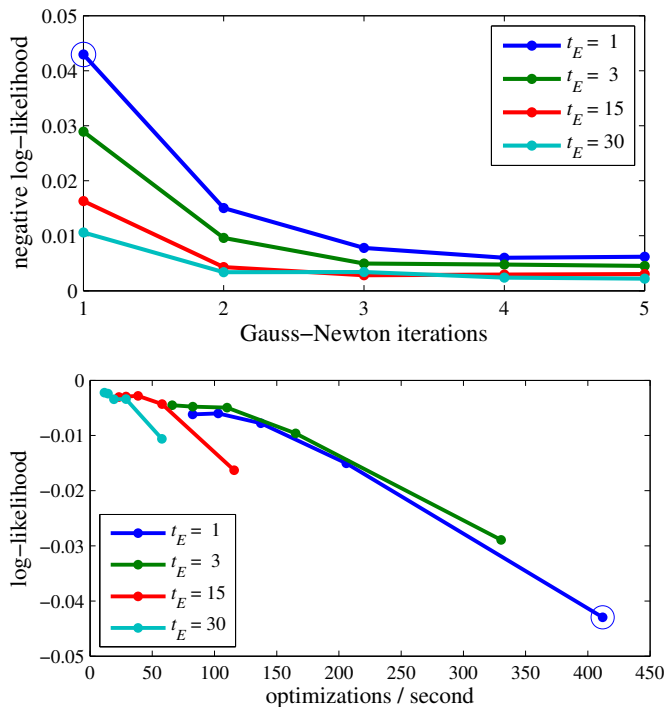 0.05
0.04
0.03
0.02
0.01
0
negative log−likelihood
t_E = 1
t_E = 3
t_E = 15
t_E = 30
1 2 3 4 5
Gauss−Newton iterations
0
−0.01
−0.02
−0.03
−0.04
−0.05
log−likelihood
t_E = 1
t_E = 3
t_E = 15
t_E = 30
0 50 100 150 200 250 300 350 400 450
optimizations / second